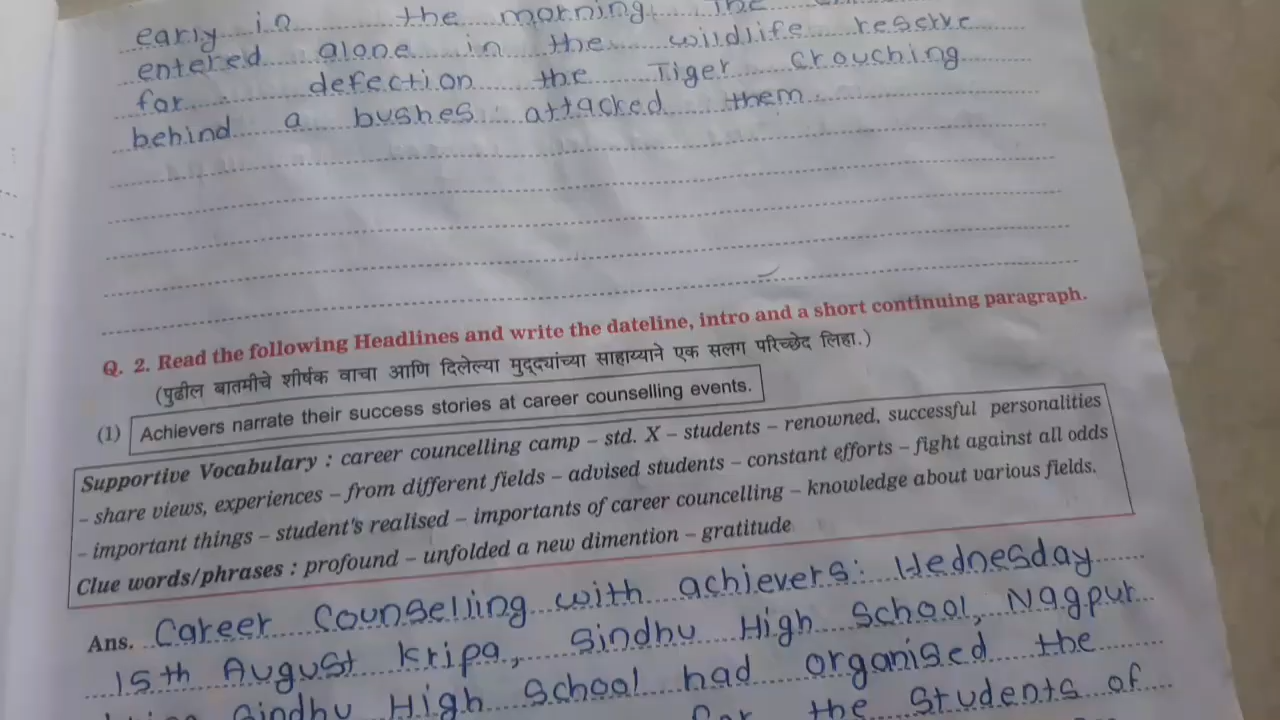 early in the morning. The
entered alone in the wildlife reserve
for defection the Tiger crouching
behind a bushes attacked them.
Q. 2. Read the following Headlines and write the dateline, intro and a short continuing paragraph.
(पुढील बातमीचे शीर्षक वाचा आणि दिलेल्या मुद्द्यांच्या साहाय्याने एक सलग परिच्छेद लिहा.)
(1) Achievers narrate their success stories at career counselling events.
Supportive Vocabulary : career councelling camp – std. X – students – renowned, successful personalities
– share views, experiences – from different fields – advised students – constant efforts – fight against all odds
– important things – student's realised – importants of career councelling – knowledge about various fields.
Clue words/phrases : profound – unfolded a new dimention – gratitude
Ans. Career Counselling with achievers: Wednesday
15th August Kripa, Sindhu High School, Nagpur
Sindhu High School had organised the
for the students of